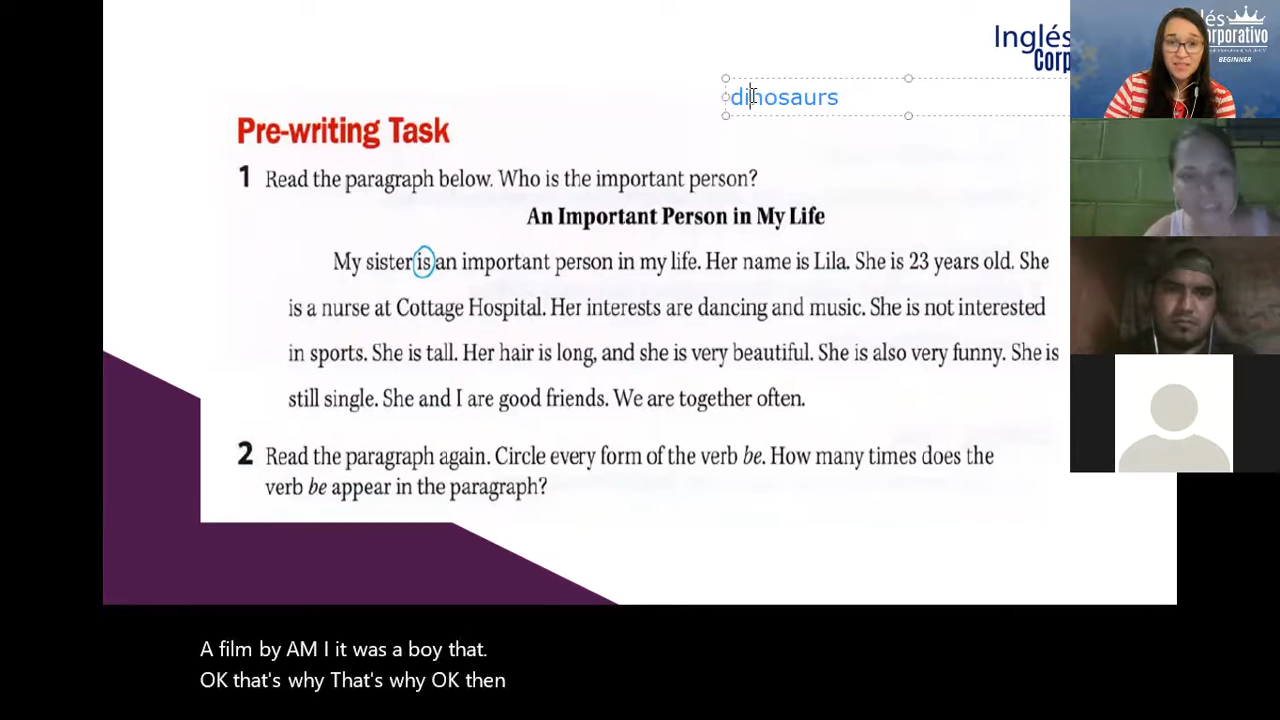 Inglés
Corp
dinosaurs
Pre-writing Task
1 Read the paragraph below. Who is the important person?
An Important Person in My Life
My sister is an important person in my life. Her name is Lila. She is 23 years old. She
is a nurse at Cottage Hospital. Her interests are dancing and music. She is not interested
in sports. She is tall. Her hair is long, and she is very beautiful. She is also very funny. She is
still single. She and I are good friends. We are together often.
2 Read the paragraph again. Circle every form of the verb be. How many times does the
verb be appear in the paragraph?
glés
orporativo
BEGINNER
A film by AM I it was a boy that.
OK that's why That's why OK then